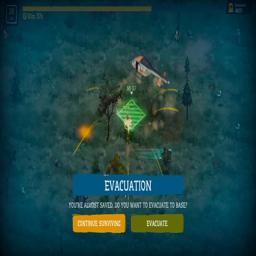 EVACUATION
YOU'RE ALMOST SAVED. DO YOU WANT TO EVACUATE TO BASE?
CONTINUE SURVIVING
EVACUATE